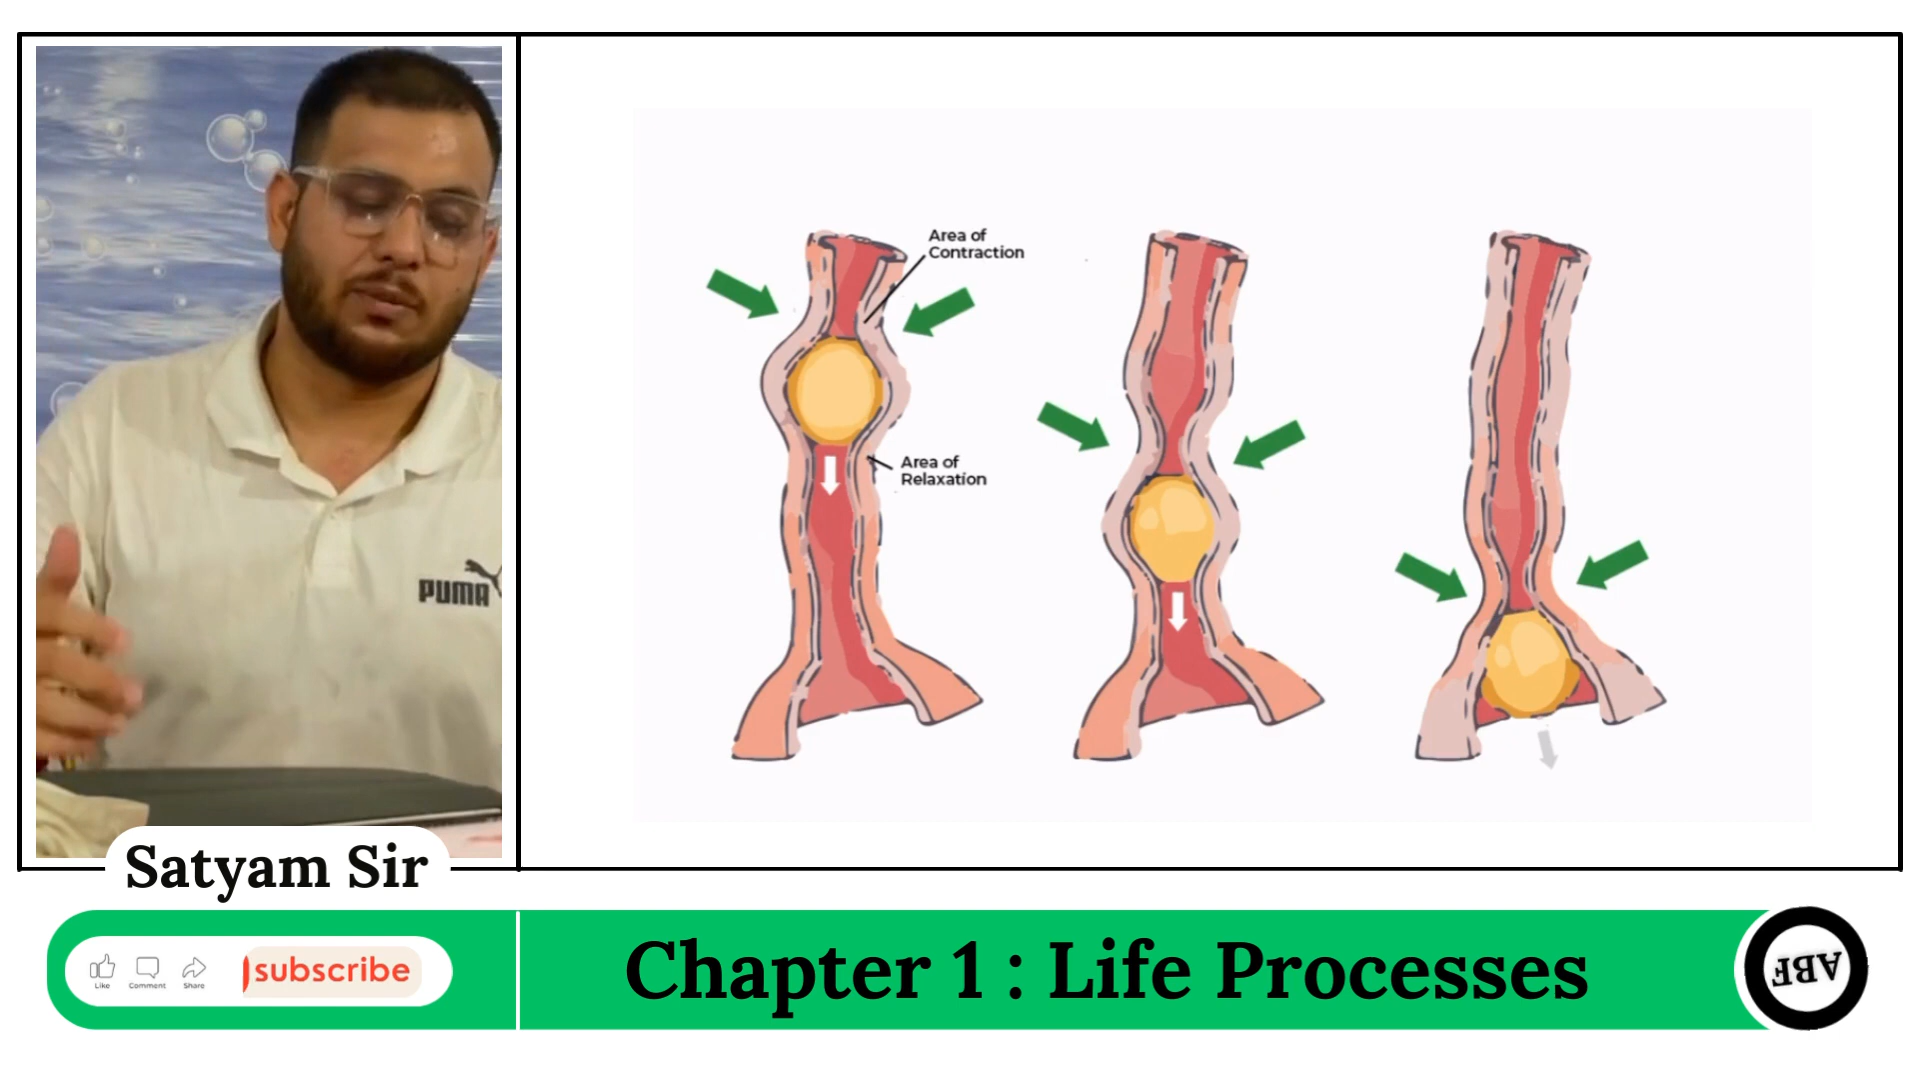 Area of
Contraction
Area of
Relaxation
PUMA
Satyam Sir
Like
Comment
Share
subscribe
Chapter 1 : Life Processes
ABF